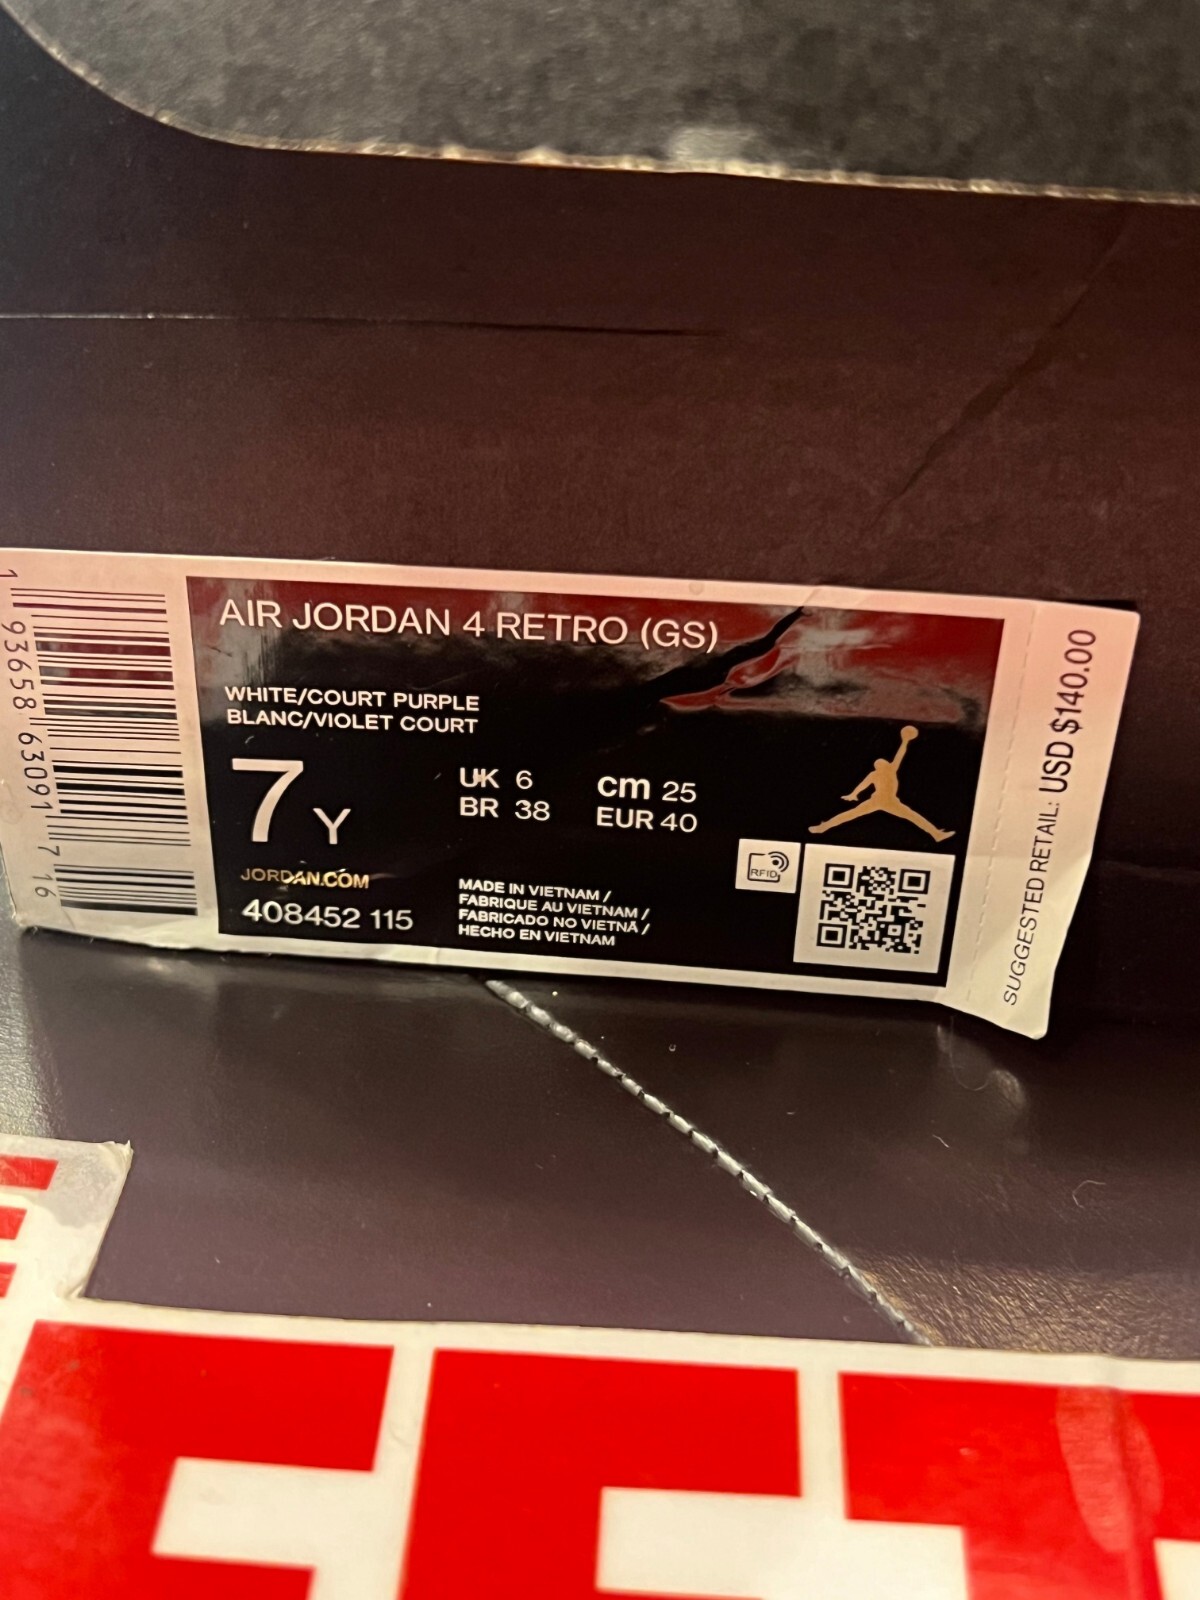 AIR JORDAN 4 RETRO (GS)
WHITE/COURT PURPLE
BLANC/VIOLET COURT
7 Y
UK 6
BR 38
cm 25
EUR 40
JORDAN.COM
408452 115
MADE IN VIETNAM /
FABRIQUE AU VIETNAM /
FABRICADO NO VIETNÃ /
HECHO EN VIETNAM
RFID
SUGGESTED RETAIL: USD $140.00
1 93658 63091 7 16